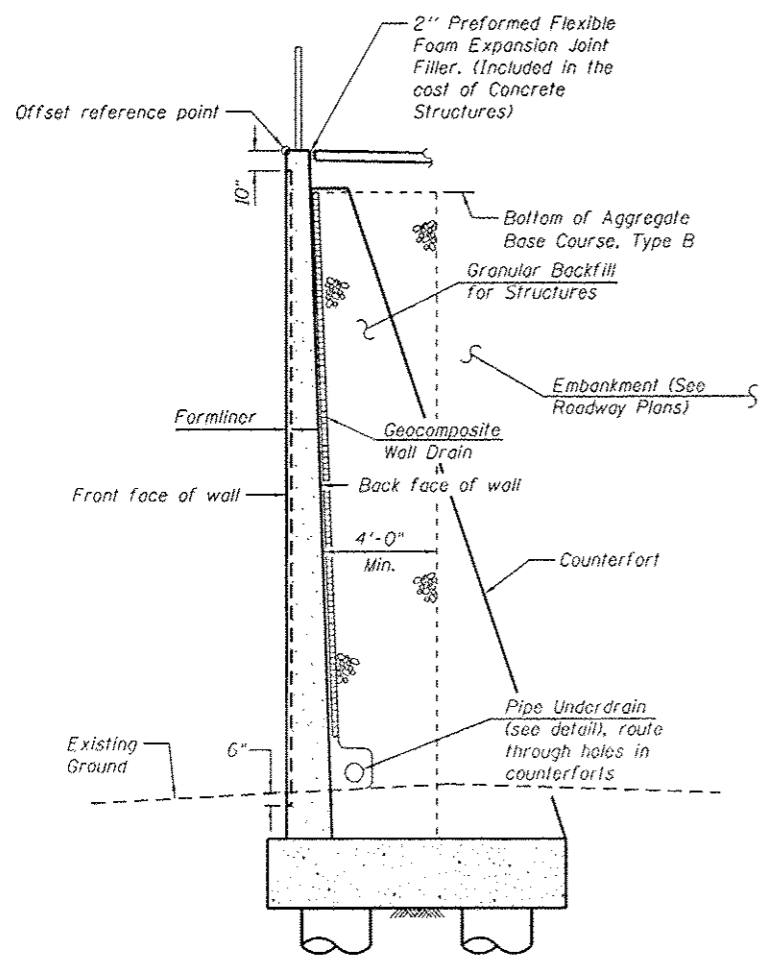 2'' Preformed Flexible
Foam Expansion Joint
Filler. (Included in the
cost of Concrete
Structures)
Offset reference point
10"
Bottom of Aggregate
Base Course, Type B
Granular Backfill
for Structures
Embankment (See
Roadway Plans)
Formliner
Geocomposite
Wall Drain
Front face of wall
Back face of wall
4'-0"
Min.
Counterfort
Pipe Underdrain
(see detail), route
through holes in
counterforts
Existing
Ground
6"